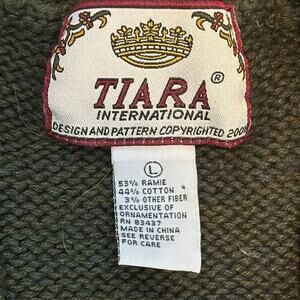 TIARA®
INTERNATIONAL
DESIGN AND PATTERN COPYRIGHTED
L
53% RAMIE
44% COTTON
3% OTHER FIBER
EXCLUSIVE OF
ORNAMENTATION
RN 83437
MADE IN CHINA
SEE REVERSE
FOR CARE